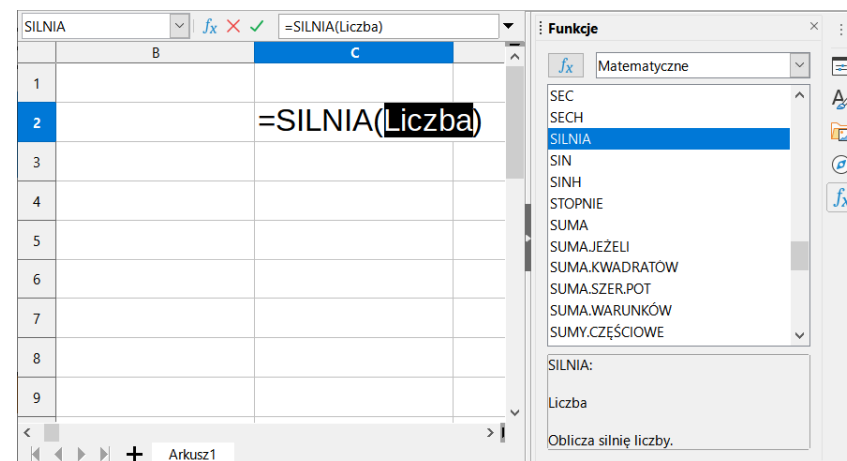 SILNIA
fx
=SILNIA(Liczba)
B
C
1
2
3
4
5
6
7
8
9
=SILNIA(Liczba)
Arkusz1
Funkcje
fx
Matematyczne
SEC
SECH
SILNIA
SIN
SINH
STOPNIE
SUMA
SUMA.JEŻELI
SUMA.KWADRATÓW
SUMA.SZER.POT
SUMA.WARUNKÓW
SUMY.CZĘŚCIOWE
SILNIA:
Liczba
Oblicza silnię liczby.